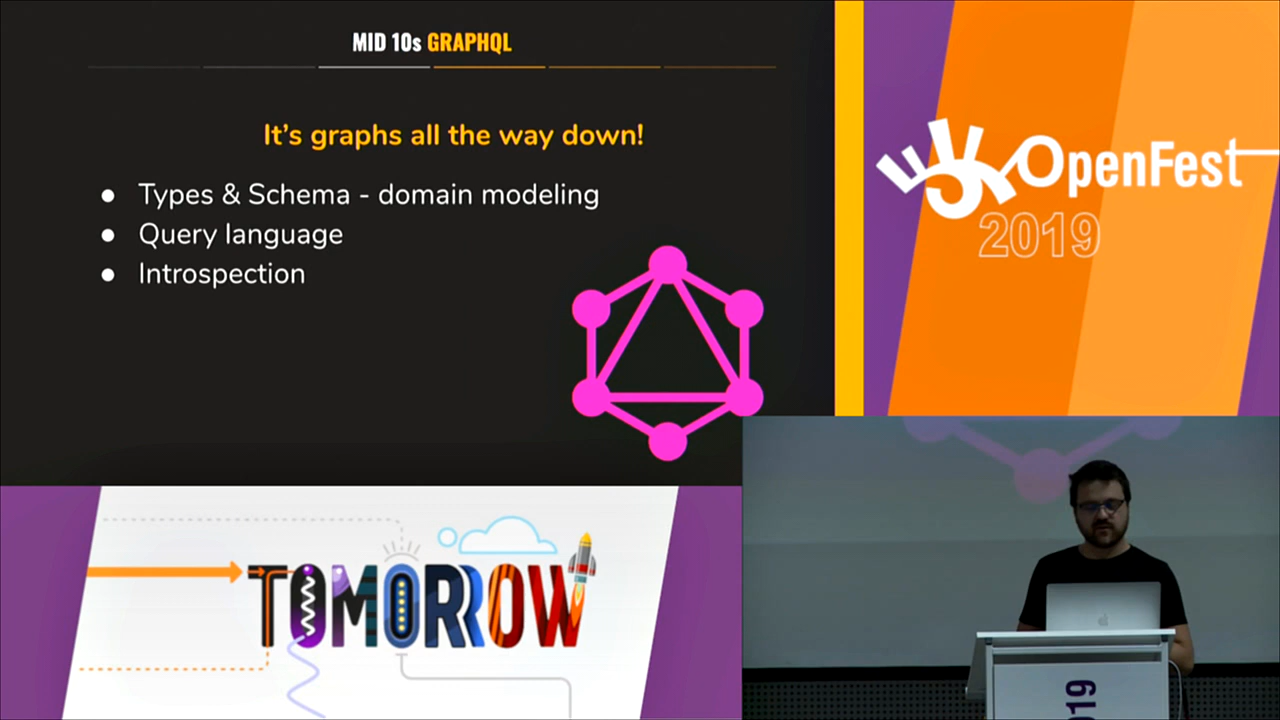 MID 10s GRAPHQL
It's graphs all the way down!
● Types & Schema - domain modeling
● Query language
● Introspection
OpenFest
2019
TOMORROW
19